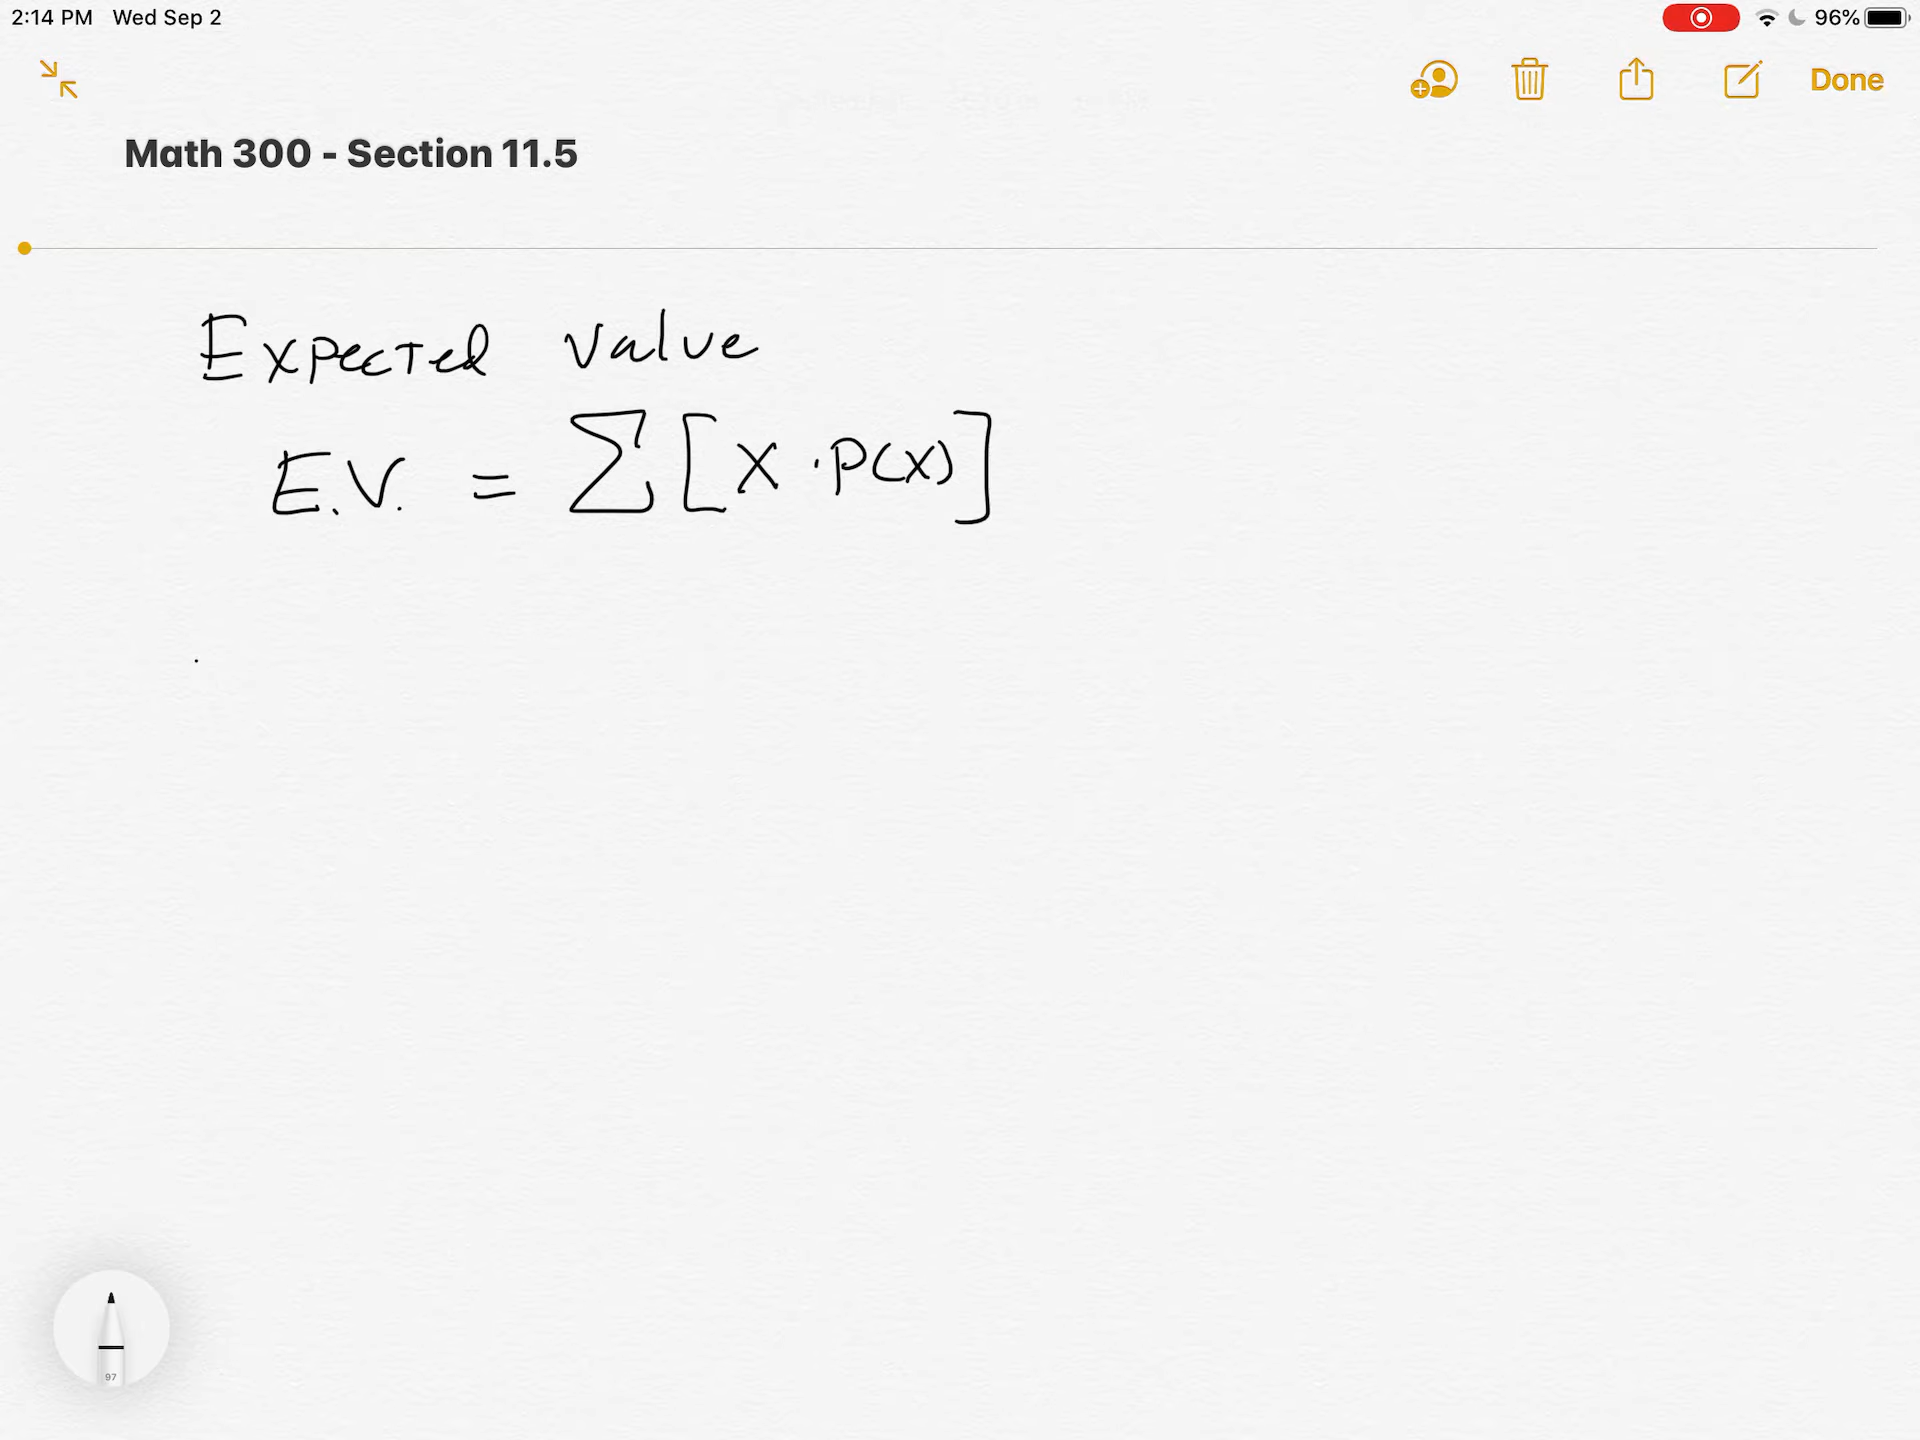 2:14 PM Wed Sep 2 96%
Done
Math 300 - Section 11.5
Expected value
E.V. = Σ[x · P(x)]
97